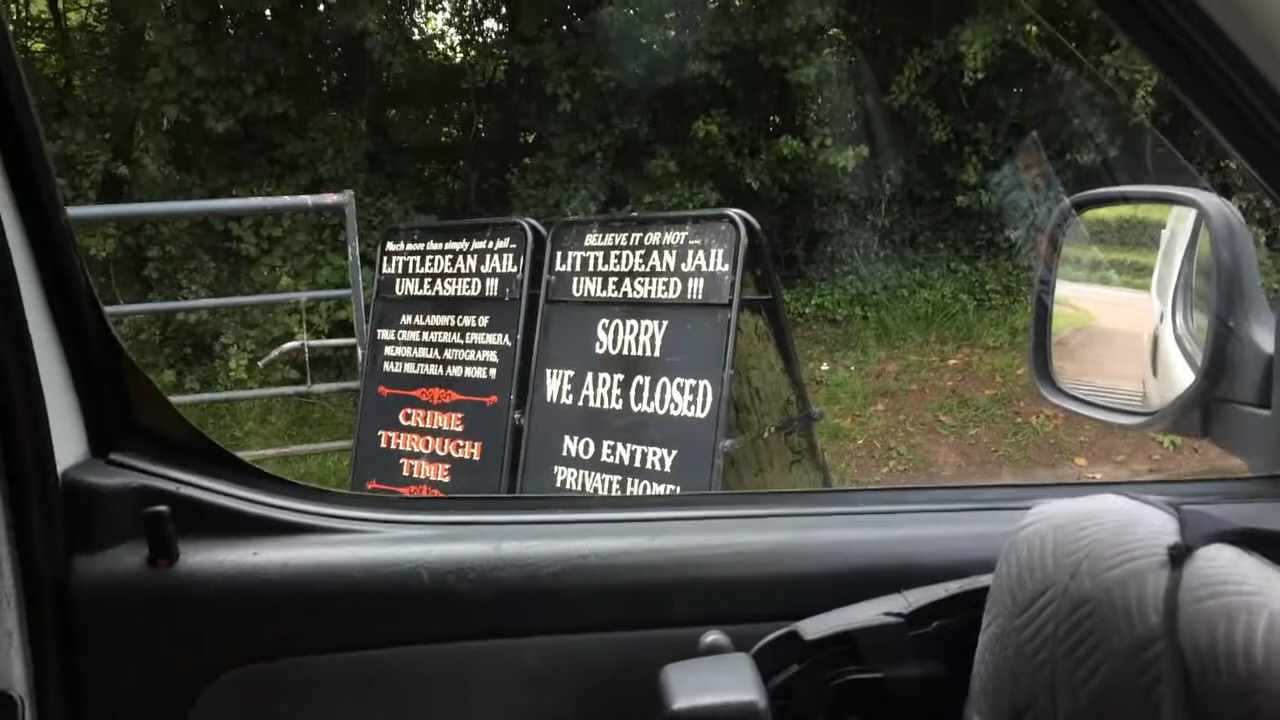 Much more than simply just a jail...
LITTLEDEAN JAIL
UNLEASHED !!!
AN ALADDIN'S CAVE OF
TRUE CRIME MATERIAL, EPHEMERA,
MEMORABILIA, AUTOGRAPHS,
NAZI MILITARIA AND MORE !!!
CRIME
THROUGH
TIME
BELIEVE IT OR NOT....
LITTLEDEAN JAIL
UNLEASHED !!!
SORRY
WE ARE CLOSED
NO ENTRY
'PRIVATE HOME'